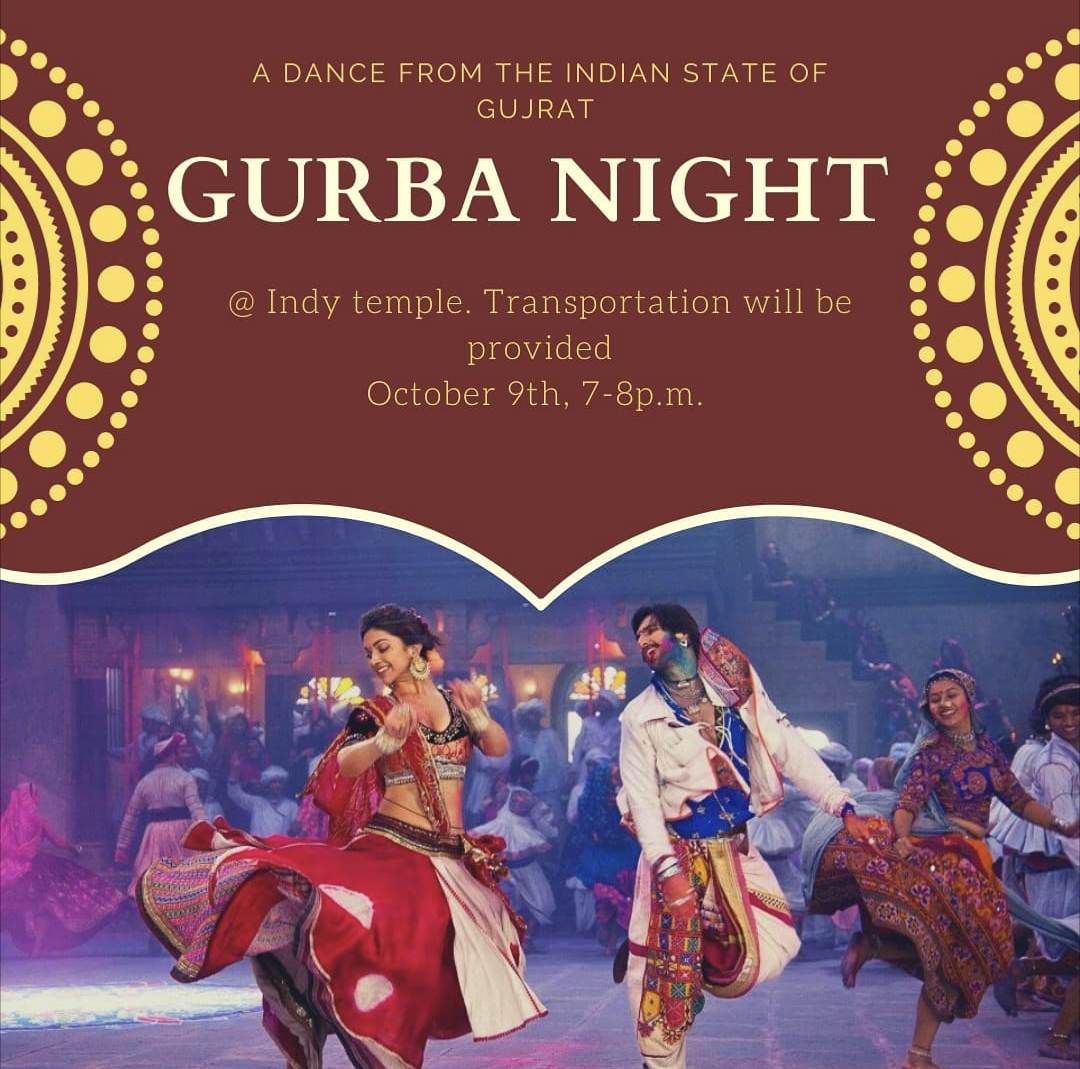 A DANCE FROM THE INDIAN STATE OF
GUJRAT
GURBA NIGHT
@ Indy temple. Transportation will be
provided
October 9th, 7-8p.m.